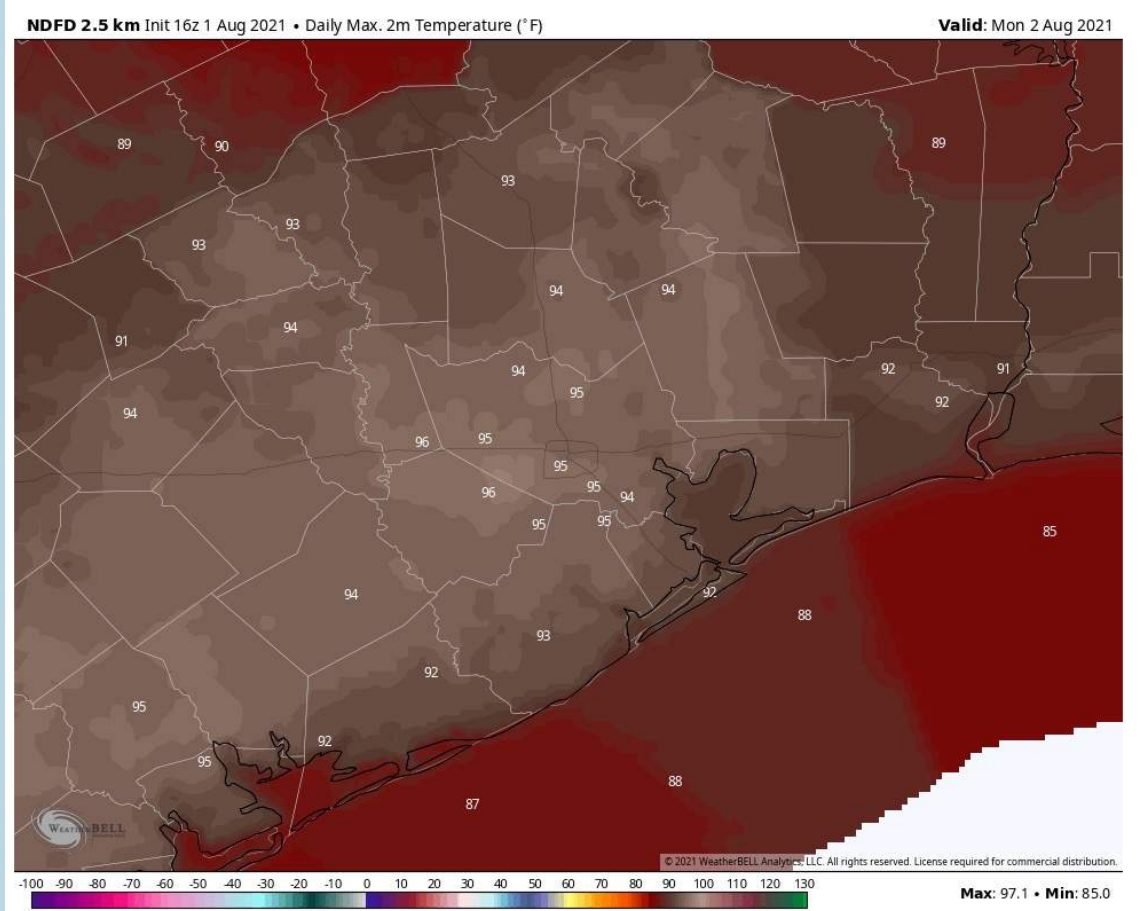 NDFD 2.5 km Init 16z 1 Aug 2021 • Daily Max. 2m Temperature (°F) Valid: Mon 2 Aug 2021
89 90 89
93
93 93
94 94
94
91
94 92 91
95 92
94
96 95
95
96 95 94
95 95
85
94 92
88
93
92
95
92
95
88
87
WEATHERBELL
© 2021 WeatherBELL Analytics, LLC. All rights reserved. License required for commercial distribution.
-100 -90 -80 -70 -60 -50 -40 -30 -20 -10 0 10 20 30 40 50 60 70 80 90 100 110 120 130
Max: 97.1 • Min: 85.0